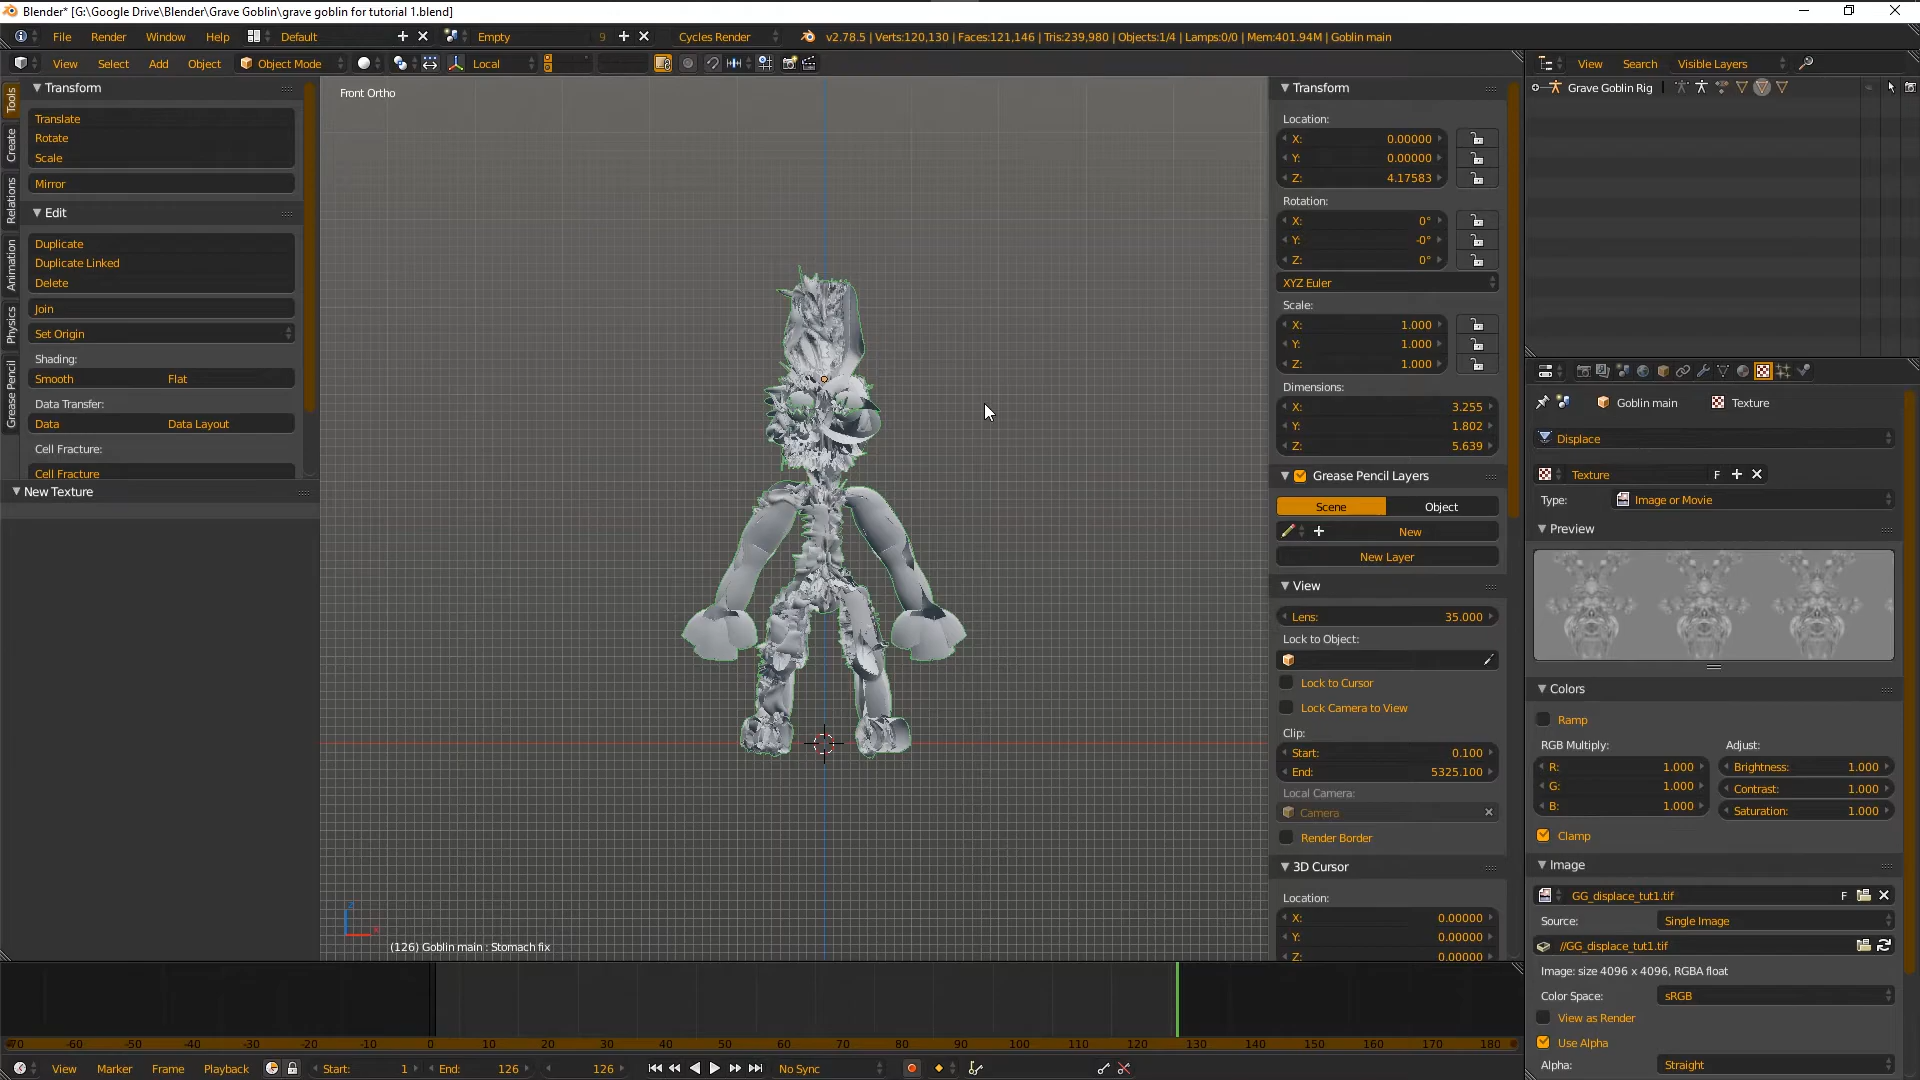 Blender* [G:\Google Drive\Blender\Grave Goblin\grave goblin for tutorial 1.blend]
File Render Window Help Default Empty 9 Cycles Render v2.78.5 | Verts:120,130 | Faces:121,146 | Tris:239,980 | Objects:1/4 | Lamps:0/0 | Mem:401.94M | Goblin main
View Select Add Object Object Mode Local
View Search Visible Layers
Grave Goblin Rig
Tools
Create
Relations
Animation
Physics
Grease Pencil
Transform
Translate
Rotate
Scale
Mirror
Edit
Duplicate
Duplicate Linked
Delete
Join
Set Origin
Shading:
Smooth Flat
Data Transfer:
Data Data Layout
Cell Fracture:
Cell Fracture
New Texture
Front Ortho
(126) Goblin main : Stomach fix
Transform
Location:
X: 0.00000
Y: 0.00000
Z: 4.17583
Rotation:
X: 0°
Y: -0°
Z: 0°
XYZ Euler
Scale:
X: 1.000
Y: 1.000
Z: 1.000
Dimensions:
X: 3.255
Y: 1.802
Z: 5.639
Grease Pencil Layers
Scene Object
New
New Layer
View
Lens: 35.000
Lock to Object:
Lock to Cursor
Lock Camera to View
Clip:
Start: 0.100
End: 5325.100
Local Camera:
Camera
Render Border
3D Cursor
Location:
X: 0.00000
Y: 0.00000
Z: 0.00000
Goblin main Texture
Displace
Texture F
Type: Image or Movie
Preview
Colors
Ramp
RGB Multiply: Adjust:
R: 1.000 Brightness: 1.000
G: 1.000 Contrast: 1.000
B: 1.000 Saturation: 1.000
Clamp
Image
GG_displace_tut1.tif F
Source: Single Image
//GG_displace_tut1.tif
Image: size 4096 x 4096, RGBA float
Color Space: sRGB
View as Render
Use Alpha
Alpha: Straight
-70 -60 -50 -40 -30 -20 -10 0 10 20 30 40 50 60 70 80 90 100 110 120 130 140 150 160 170 180
View Marker Frame Playback Start: 1 End: 126 126 No Sync